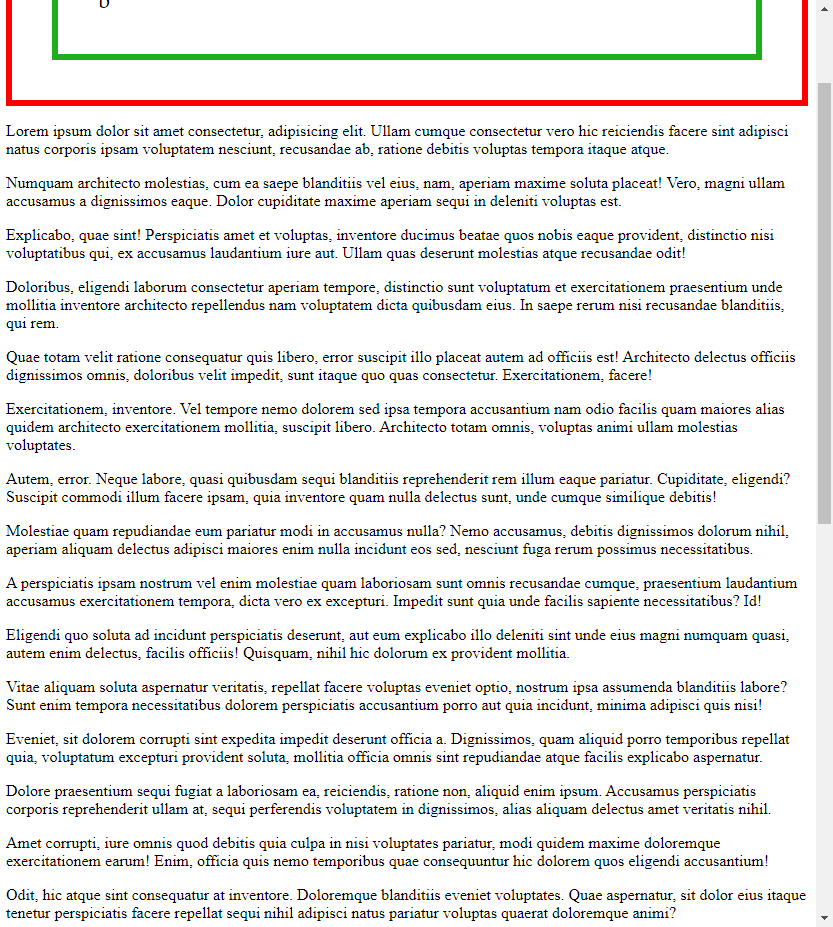 Lorem ipsum dolor sit amet consectetur, adipisicing elit. Ullam cumque consectetur vero hic reiciendis facere sint adipisci
natus corporis ipsam voluptatem nesciunt, recusandae ab, ratione debitis voluptas tempora itaque atque.
Numquam architecto molestias, cum ea saepe blanditiis vel eius, nam, aperiam maxime soluta placeat! Vero, magni ullam
accusamus a dignissimos eaque. Dolor cupiditate maxime aperiam sequi in deleniti voluptas est.
Explicabo, quae sint! Perspiciatis amet et voluptas, inventore ducimus beatae quos nobis eaque provident, distinctio nisi
voluptatibus qui, ex accusamus laudantium iure aut. Ullam quas deserunt molestias atque recusandae odit!
Doloribus, eligendi laborum consectetur aperiam tempore, distinctio sunt voluptatum et exercitationem praesentium unde
mollitia inventore architecto repellendus nam voluptatem dicta quibusdam eius. In saepe rerum nisi recusandae blanditiis,
qui rem.
Quae totam velit ratione consequatur quis libero, error suscipit illo placeat autem ad officiis est! Architecto delectus officiis
dignissimos omnis, doloribus velit impedit, sunt itaque quo quas consectetur. Exercitationem, facere!
Exercitationem, inventore. Vel tempore nemo dolorem sed ipsa tempora accusantium nam odio facilis quam maiores alias
quidem architecto exercitationem mollitia, suscipit libero. Architecto totam omnis, voluptas animi ullam molestias
voluptates.
Autem, error. Neque labore, quasi quibusdam sequi blanditiis reprehenderit rem illum eaque pariatur. Cupiditate, eligendi?
Suscipit commodi illum facere ipsam, quia inventore quam nulla delectus sunt, unde cumque similique debitis!
Molestiae quam repudiandae eum pariatur modi in accusamus nulla? Nemo accusamus, debitis dignissimos dolorum nihil,
aperiam aliquam delectus adipisci maiores enim nulla incidunt eos sed, nesciunt fuga rerum possimus necessitatibus.
A perspiciatis ipsam nostrum vel enim molestiae quam laboriosam sunt omnis recusandae cumque, praesentium laudantium
accusamus exercitationem tempora, dicta vero ex excepturi. Impedit sunt quia unde facilis sapiente necessitatibus? Id!
Eligendi quo soluta ad incidunt perspiciatis deserunt, aut eum explicabo illo deleniti sint unde eius magni numquam quasi,
autem enim delectus, facilis officiis! Quisquam, nihil hic dolorum ex provident mollitia.
Vitae aliquam soluta aspernatur veritatis, repellat facere voluptas eveniet optio, nostrum ipsa assumenda blanditiis labore?
Sunt enim tempora necessitatibus dolorem perspiciatis accusantium porro aut quia incidunt, minima adipisci quis nisi!
Eveniet, sit dolorem corrupti sint expedita impedit deserunt officia a. Dignissimos, quam aliquid porro temporibus repellat
quia, voluptatum excepturi provident soluta, mollitia officia omnis sint repudiandae atque facilis explicabo aspernatur.
Dolore praesentium sequi fugiat a laboriosam ea, reiciendis, ratione non, aliquid enim ipsum. Accusamus perspiciatis
corporis reprehenderit ullam at, sequi perferendis voluptatem in dignissimos, alias aliquam delectus amet veritatis nihil.
Amet corrupti, iure omnis quod debitis quia culpa in nisi voluptates pariatur, modi quidem maxime doloremque
exercitationem earum! Enim, officia quis nemo temporibus quae consequuntur hic dolorem quos eligendi accusantium!
Odit, hic atque sint consequatur at inventore. Doloremque blanditiis eveniet voluptates. Quae aspernatur, sit dolor eius itaque
tenetur perspiciatis facere repellat sequi nihil adipisci natus pariatur voluptas quaerat doloremque animi?